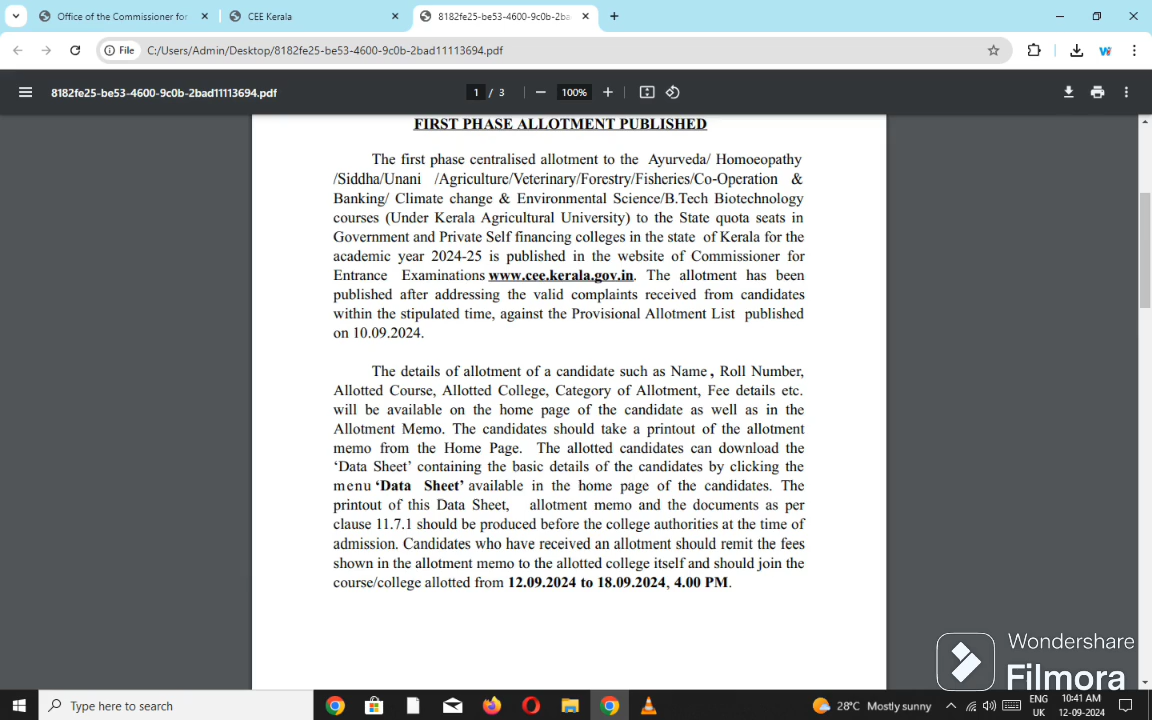 Office of the Commissioner for
CEE Kerala
8182fe25-be53-4600-9c0b-2ba
File
C:/Users/Admin/Desktop/8182fe25-be53-4600-9c0b-2bad11113694.pdf
8182fe25-be53-4600-9c0b-2bad11113694.pdf
1 / 3
100%
FIRST PHASE ALLOTMENT PUBLISHED
The first phase centralised allotment to the Ayurveda/ Homoeopathy
/Siddha/Unani /Agriculture/Veterinary/Forestry/Fisheries/Co-Operation &
Banking/ Climate change & Environmental Science/B.Tech Biotechnology
courses (Under Kerala Agricultural University) to the State quota seats in
Government and Private Self financing colleges in the state of Kerala for the
academic year 2024-25 is published in the website of Commissioner for
Entrance Examinations www.cee.kerala.gov.in. The allotment has been
published after addressing the valid complaints received from candidates
within the stipulated time, against the Provisional Allotment List published
on 10.09.2024.
The details of allotment of a candidate such as Name, Roll Number,
Allotted Course, Allotted College, Category of Allotment, Fee details etc.
will be available on the home page of the candidate as well as in the
Allotment Memo. The candidates should take a printout of the allotment
memo from the Home Page. The allotted candidates can download the
‘Data Sheet’ containing the basic details of the candidates by clicking the
menu ‘Data Sheet’ available in the home page of the candidates. The
printout of this Data Sheet, allotment memo and the documents as per
clause 11.7.1 should be produced before the college authorities at the time of
admission. Candidates who have received an allotment should remit the fees
shown in the allotment memo to the allotted college itself and should join the
course/college allotted from 12.09.2024 to 18.09.2024, 4.00 PM.
Wondershare
Filmora
Type here to search
28°C Mostly sunny
ENG
UK
10:41 AM
12-09-2024